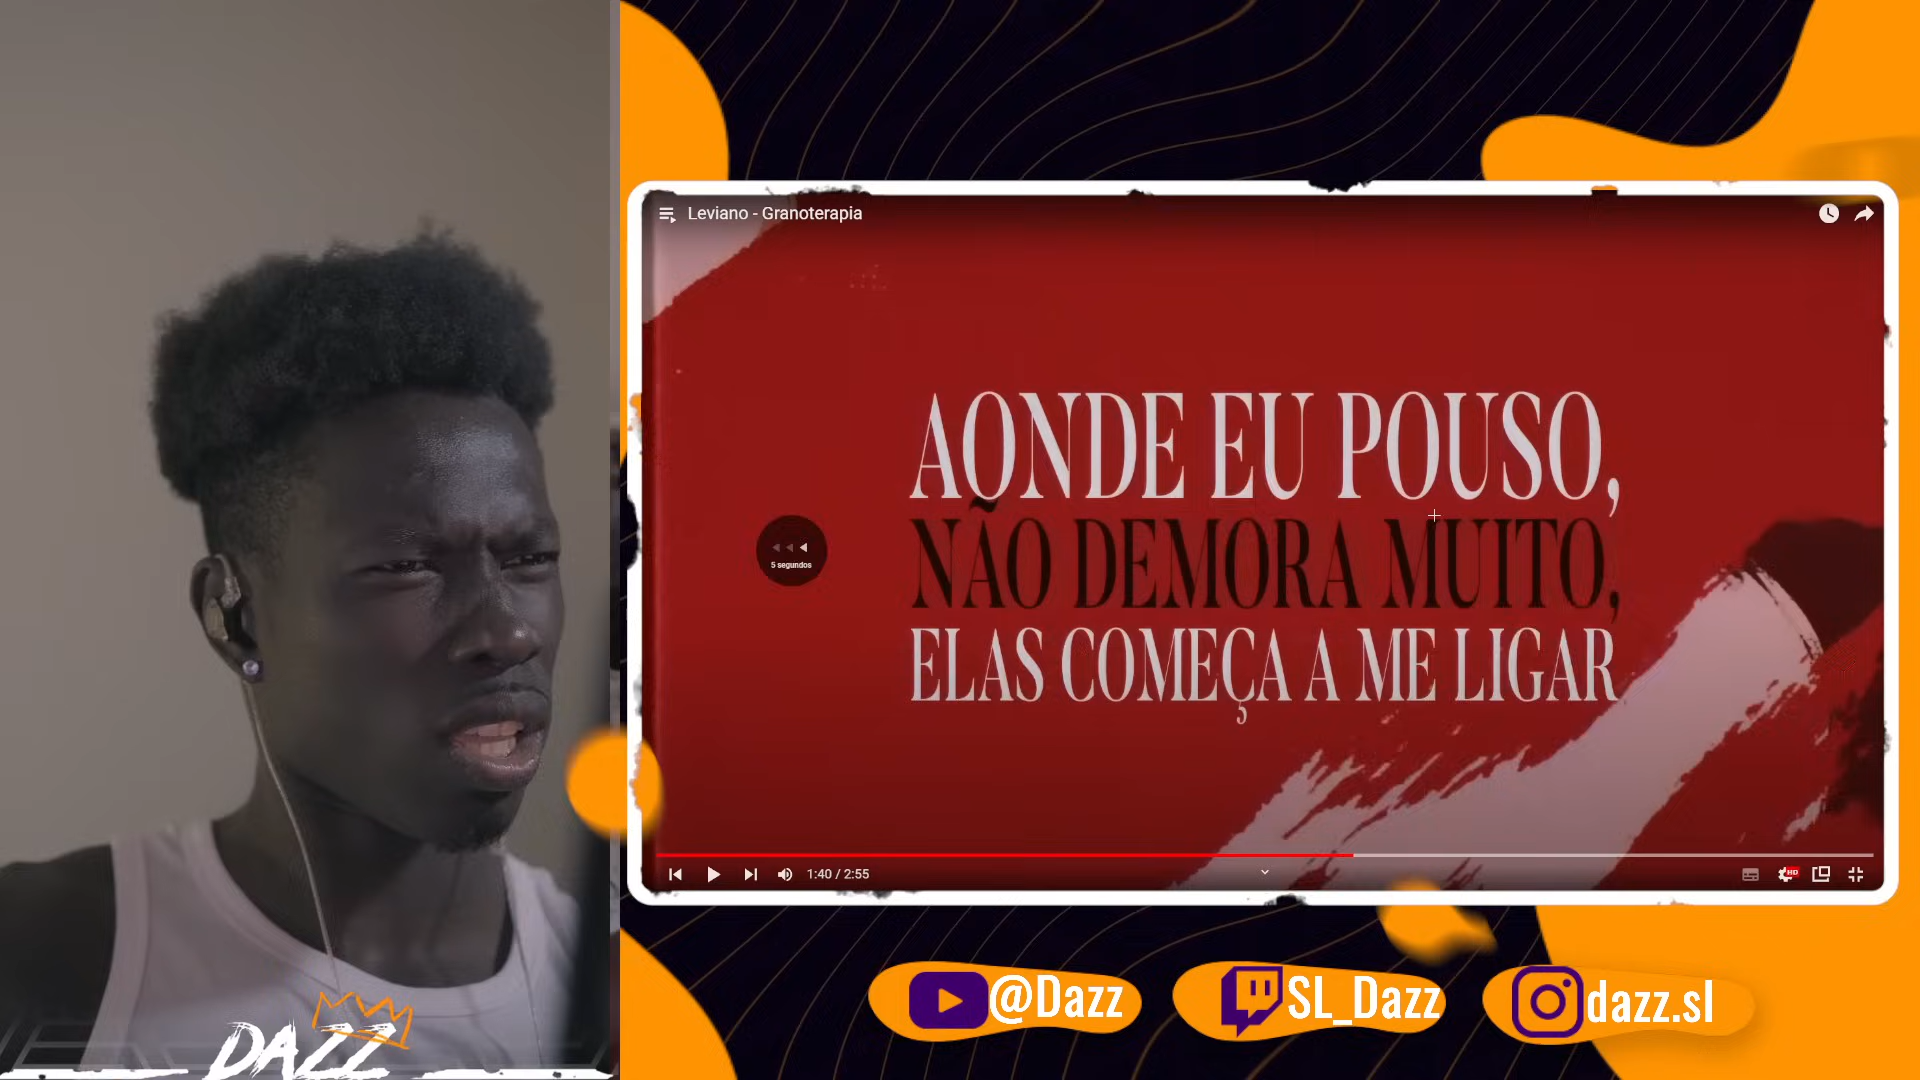 Leviano - Granoterapia
AONDE EU POUSO,
NÃO DEMORA MUITO,
ELAS COMEÇA A ME LIGAR
5 segundos
1:40 / 2:55
HD
DAZZ
@Dazz
SL_Dazz
dazz.sl